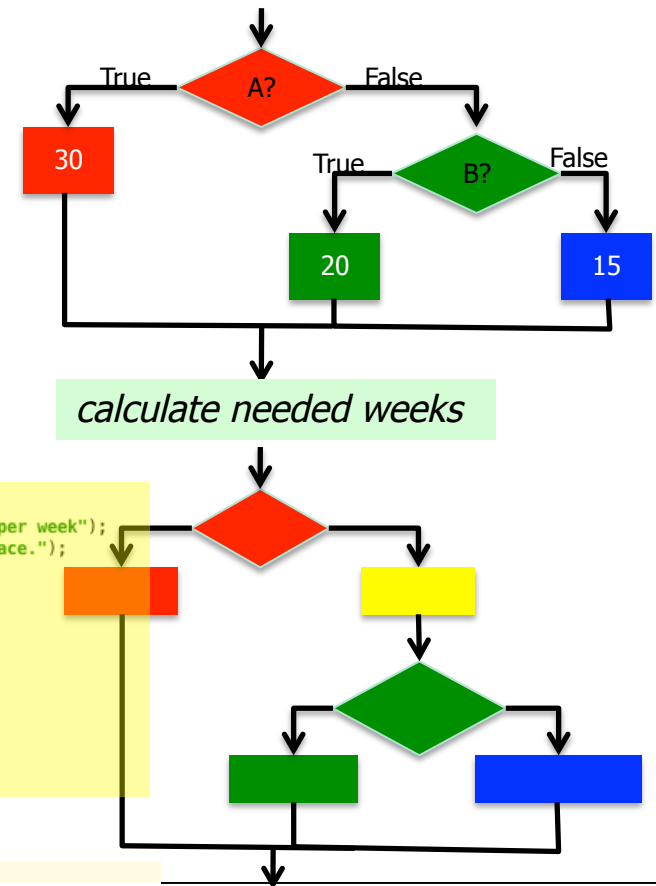 True
A?
False
30
True
B?
False
20
15
calculate needed weeks
per week");
ace.");